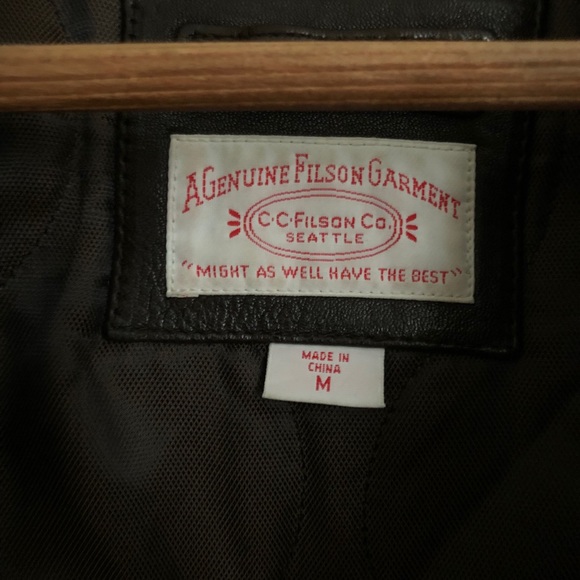 A GENUINE FILSON GARMENT
C·C·FILSON CO.
SEATTLE
"MIGHT AS WELL HAVE THE BEST"
MADE IN
CHINA
M